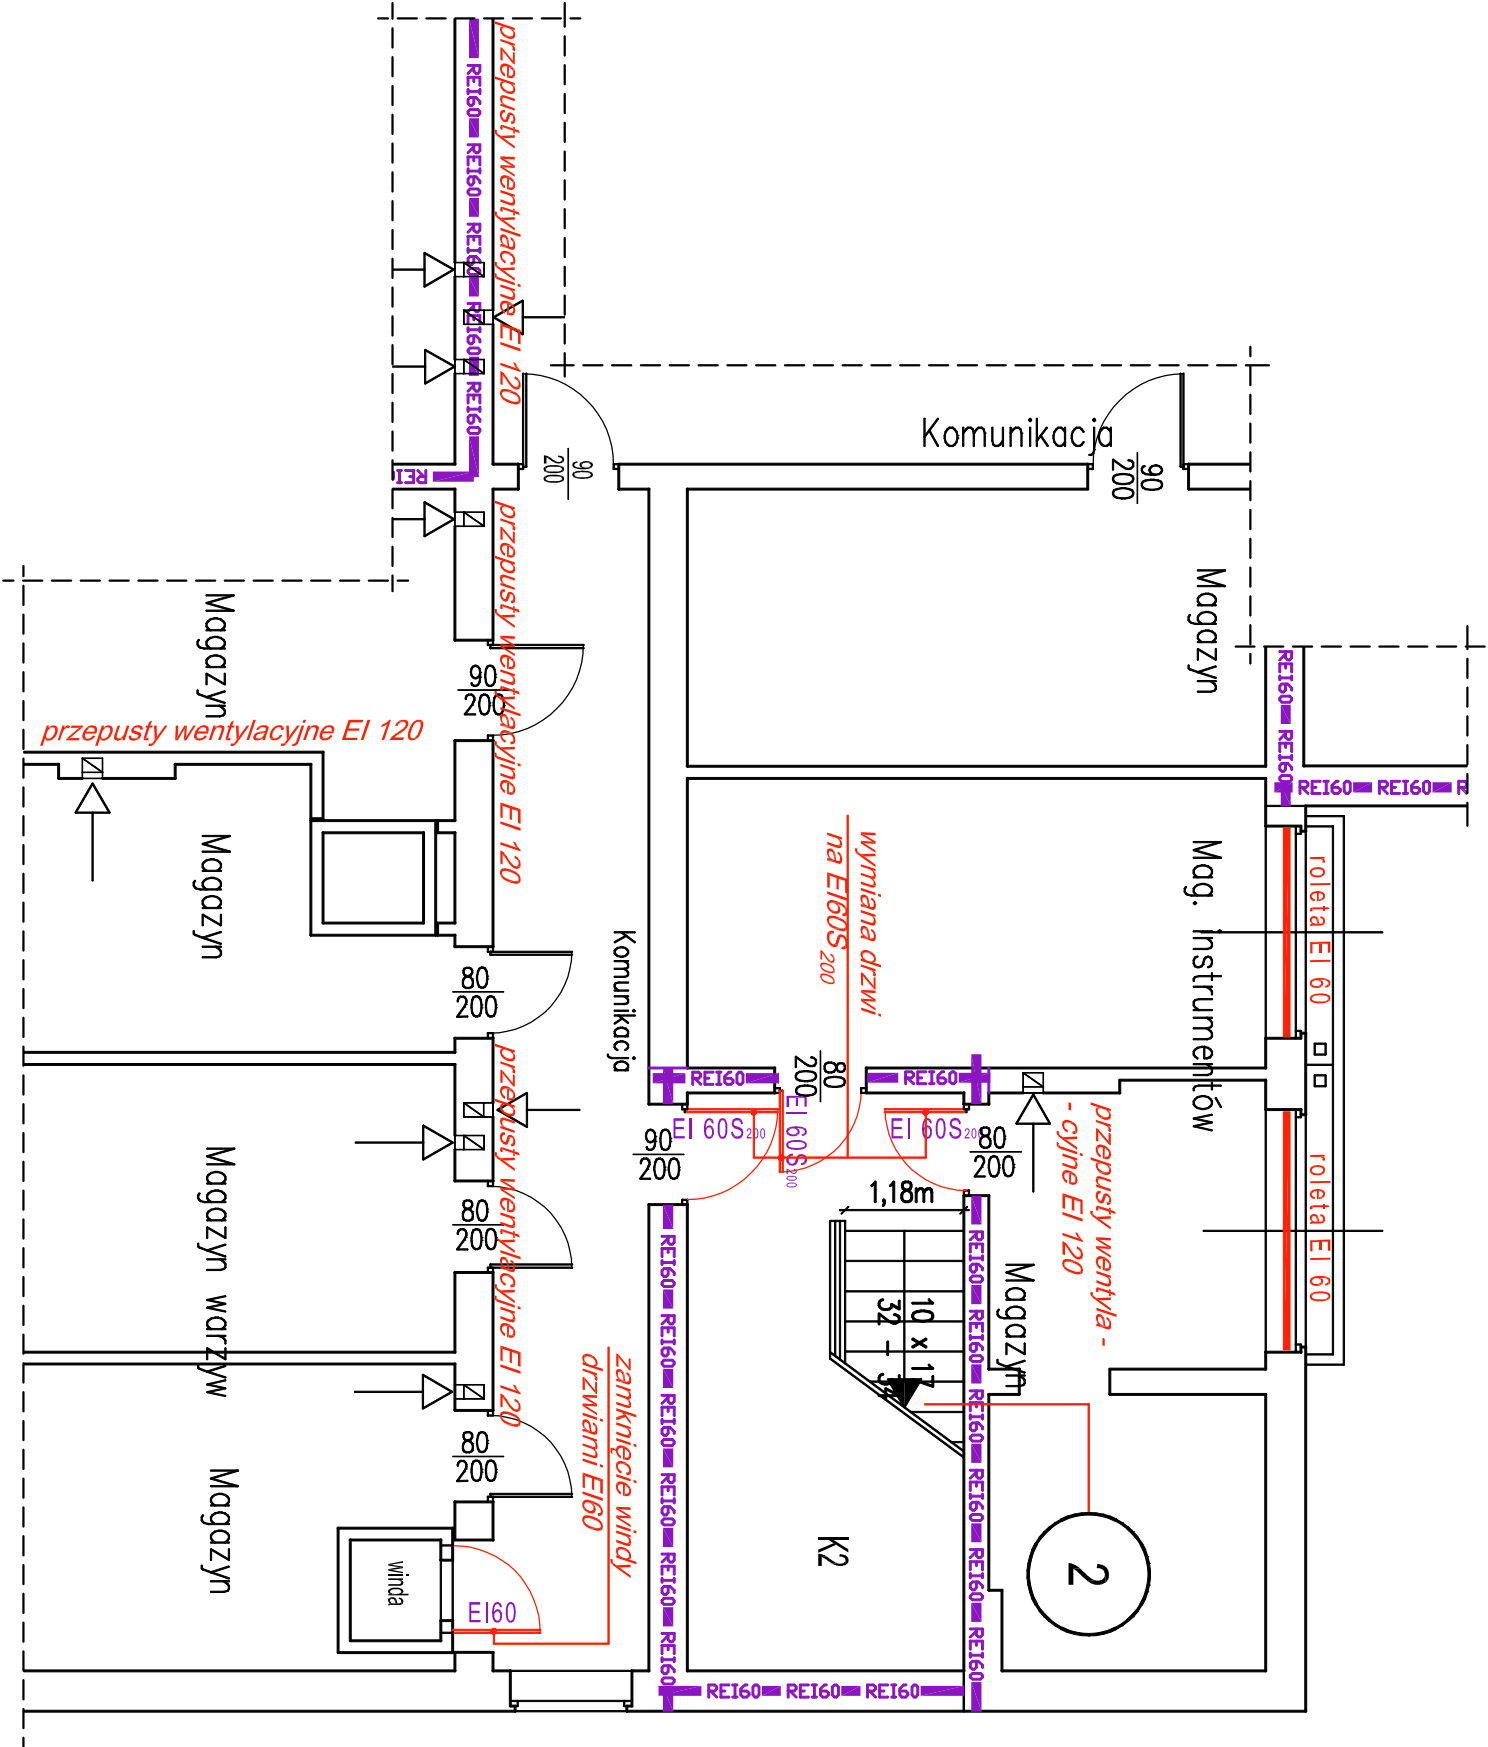 przepusty wentylacyjne EI 120
REI60
REI60
REI60
REI60
REI60
REI
90
200
Komunikacja
90
200
przepusty wentylacyjne EI 120
Magazyn
Magazyn
90
200
przepusty wentylacyjne EI 120
REI60
REI60
REI60
REI60
R
Magazyn
wymiana drzwi
na EI60S200
Mag. instrumentów
roleta EI 60
Komunikacja
80
200
80
200
REI60
REI60
EI 60S200
EI 60S200
EI 60S200
90
200
80
200
przepusty wentyla -
- cyjne EI 120
roleta EI 60
przepusty wentylacyjne EI 120
Magazyn warzyw
80
200
1,18m
10 x 17
32 –
Magazyn
REI60
REI60
REI60
REI60
REI60
REI60
REI60
REI60
REI60
REI60
REI60
REI60
80
200
zamknięcie windy
drzwiami EI60
Magazyn
winda
EI60
K2
2
REI60
REI60
REI60